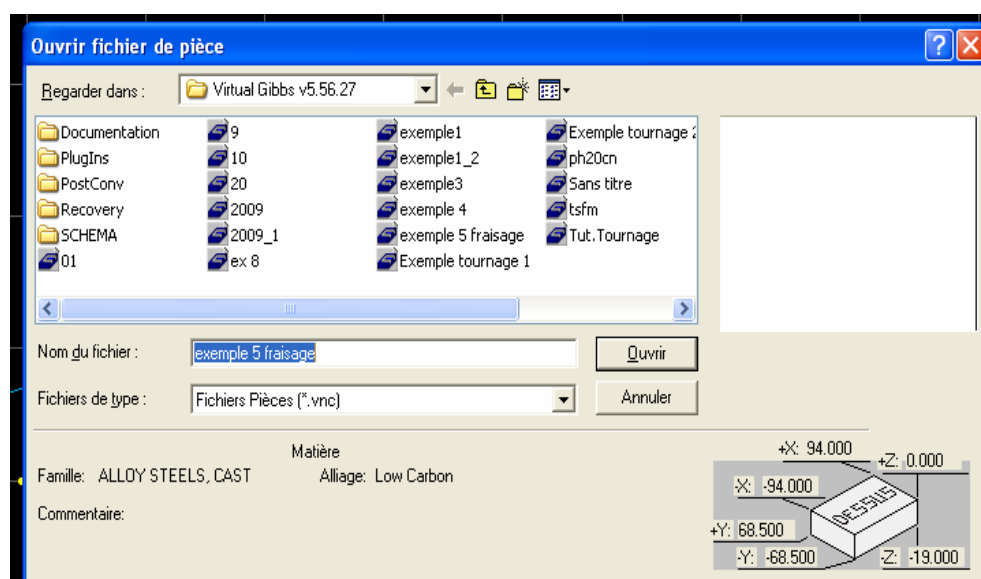 Ouvrir fichier de pièce
Regarder dans :
Virtual Gibbs v5.56.27
Documentation
PlugIns
PostConv
Recovery
SCHEMA
01
9
10
20
2009
2009_1
ex 8
exemple1
exemple1_2
exemple3
exemple 4
exemple 5 fraisage
Exemple tournage 1
Exemple tournage 2
ph20cn
Sans titre
tsfm
Tut.Tournage
Nom du fichier :
exemple 5 fraisage
Ouvrir
Fichiers de type :
Fichiers Pièces (*.vnc)
Annuler
Matière
Famille: ALLOY STEELS, CAST
Alliage: Low Carbon
Commentaire:
+X: 94.000
+Z: 0.000
-X: -94.000
DESSUS
+Y: 68.500
-Y: -68.500
-Z: -19.000